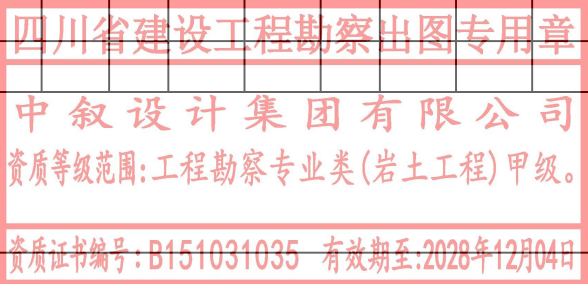 四川省建设工程勘察出图专用章
中叙设计集团有限公司
资质等级范围:工程勘察专业类(岩土工程)甲级。
资质证书编号:B151031035 有效期至:2028年12月04日